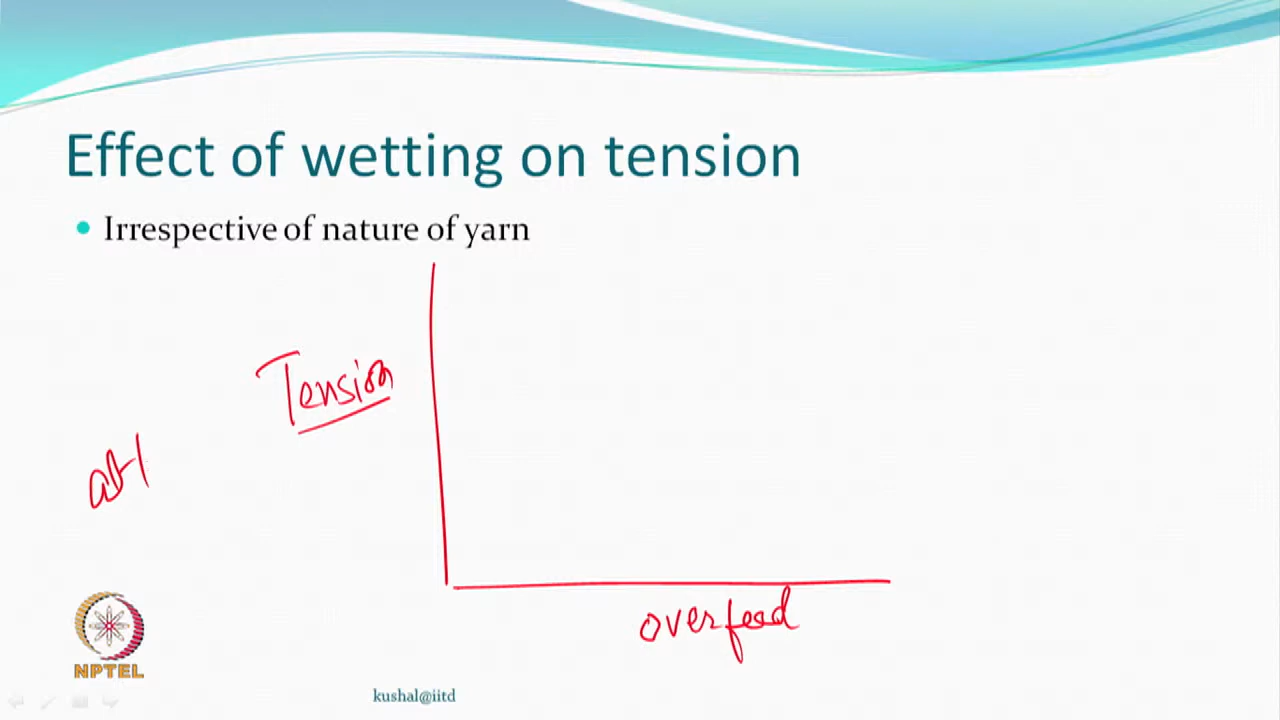 Effect of wetting on tension
Irrespective of nature of yarn
Tension
overfeed
NPTEL
kushal@iitd